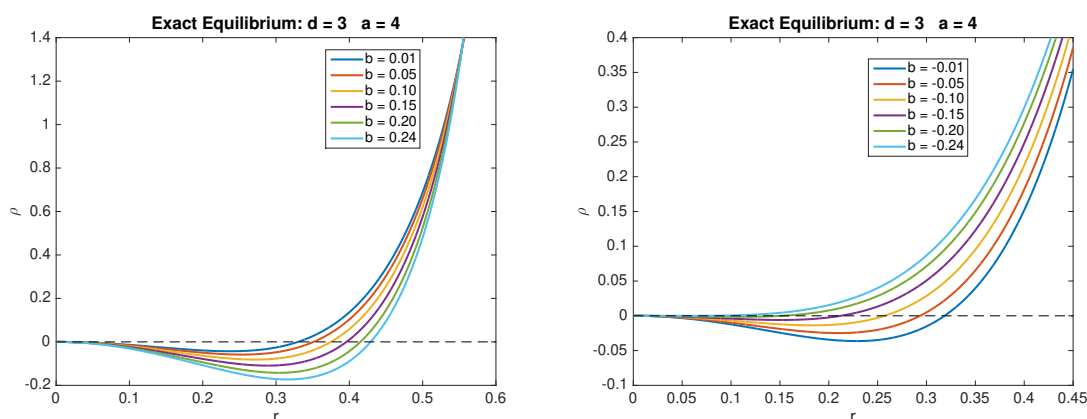 Exact Equilibrium: d = 3 a = 4
1.4
1.2
1
0.8
0.6
0.4
0.2
0
-0.2
ρ
b = 0.01
b = 0.05
b = 0.10
b = 0.15
b = 0.20
b = 0.24
0 0.1 0.2 0.3 0.4 0.5 0.6
r
Exact Equilibrium: d = 3 a = 4
0.4
0.35
0.3
0.25
0.2
0.15
0.1
0.05
0
-0.05
-0.1
ρ
b = -0.01
b = -0.05
b = -0.10
b = -0.15
b = -0.20
b = -0.24
0 0.05 0.1 0.15 0.2 0.25 0.3 0.35 0.4 0.45
r